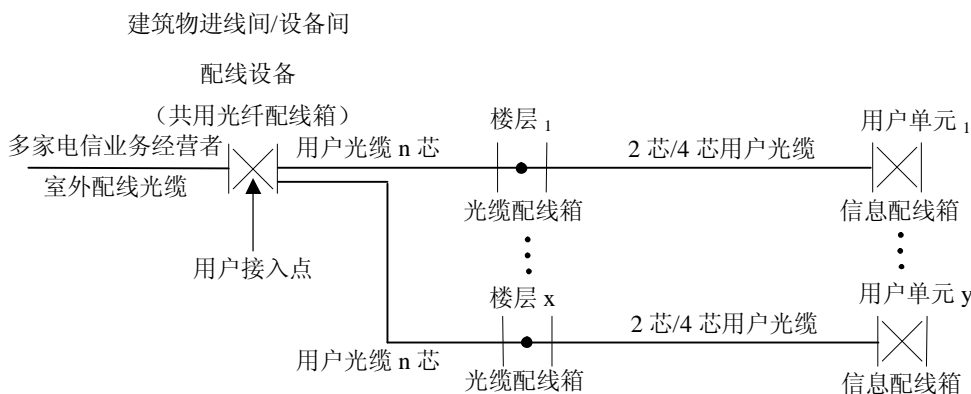 建筑物进线间/设备间
配线设备
（共用光纤配线箱）
多家电信业务经营者
室外配线光缆
用户接入点
用户光缆 n 芯
楼层 1
光缆配线箱
2 芯/4 芯用户光缆
用户单元 1
信息配线箱
用户光缆 n 芯
楼层 x
光缆配线箱
2 芯/4 芯用户光缆
用户单元 y
信息配线箱